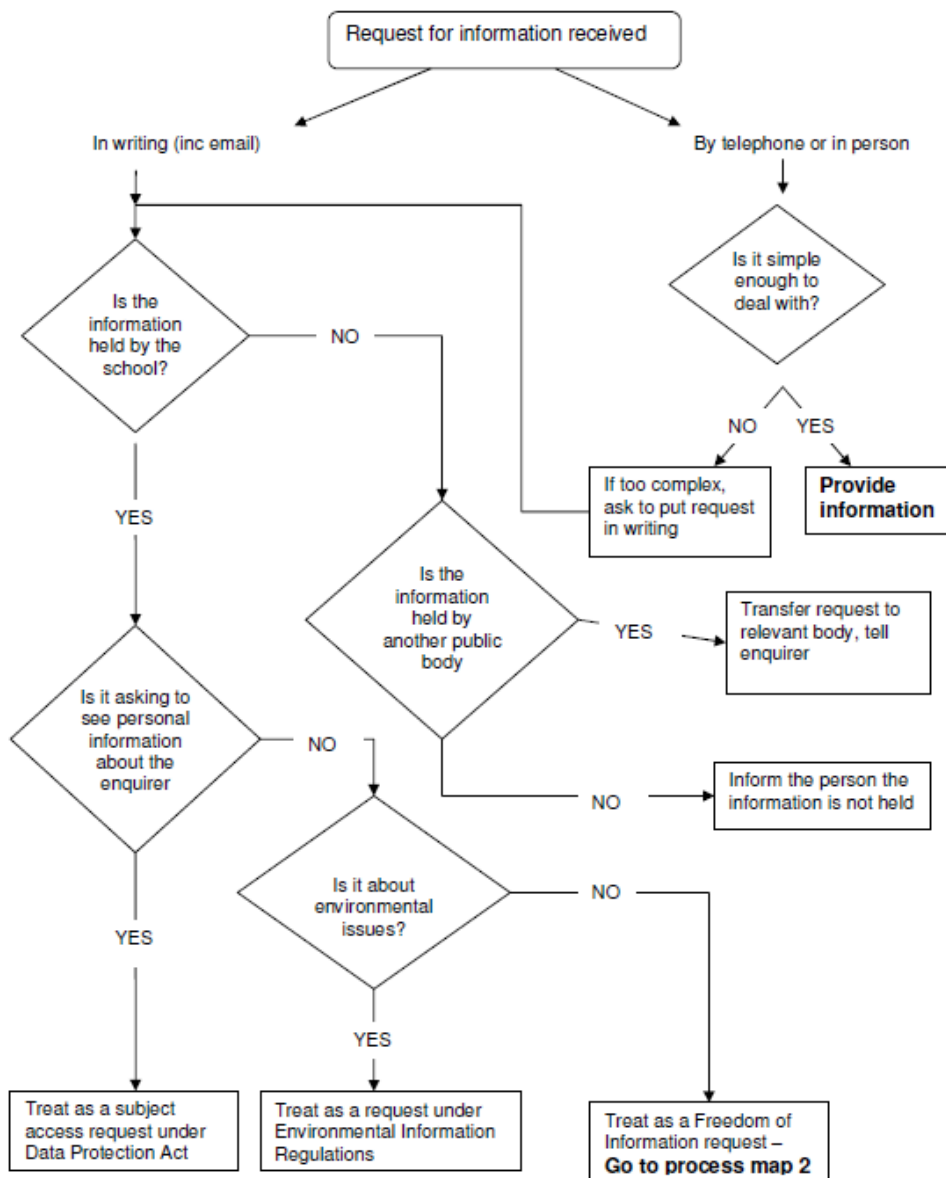 Request for information received
In writing (inc email)
By telephone or in person
Is it simple
enough to
deal with?
Is the
information
held by the
school?
NO
NO
YES
If too complex,
ask to put request
in writing
Provide
information
YES
Is the
information
held by
another public
body
YES
Transfer request to
relevant body, tell
enquirer
Is it asking to
see personal
information
about the
enquirer
NO
NO
Inform the person the
information is not held
Is it about
environmental
issues?
NO
YES
YES
Treat as a subject
access request under
Data Protection Act
Treat as a request under
Environmental Information
Regulations
Treat as a Freedom of
Information request –
Go to process map 2